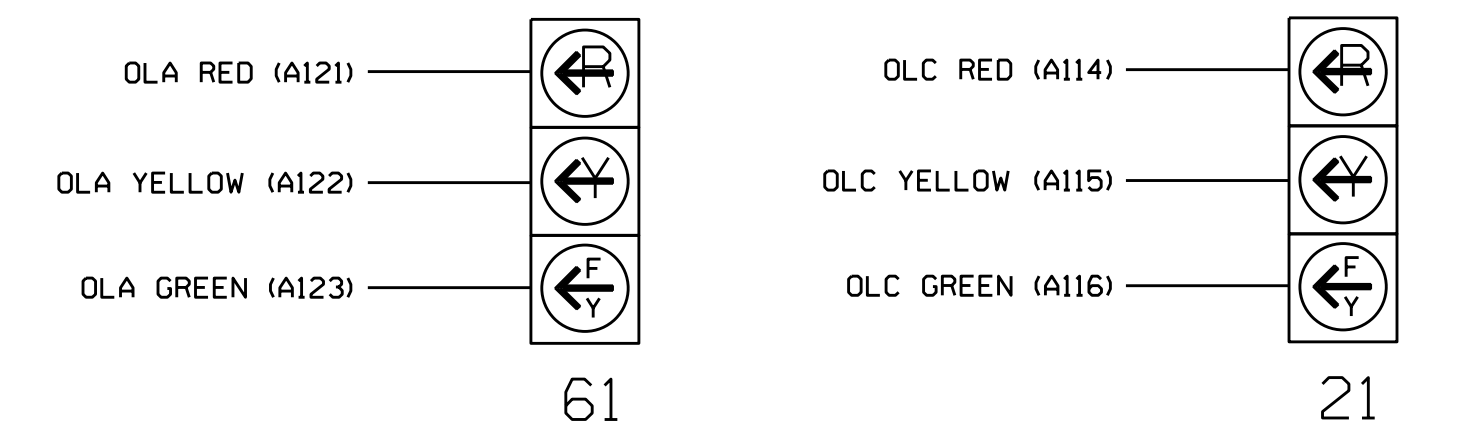 OLA RED (A121)
R
OLA YELLOW (A122)
Y
OLA GREEN (A123)
F
Y
61
OLC RED (A114)
R
OLC YELLOW (A115)
Y
OLC GREEN (A116)
F
Y
21